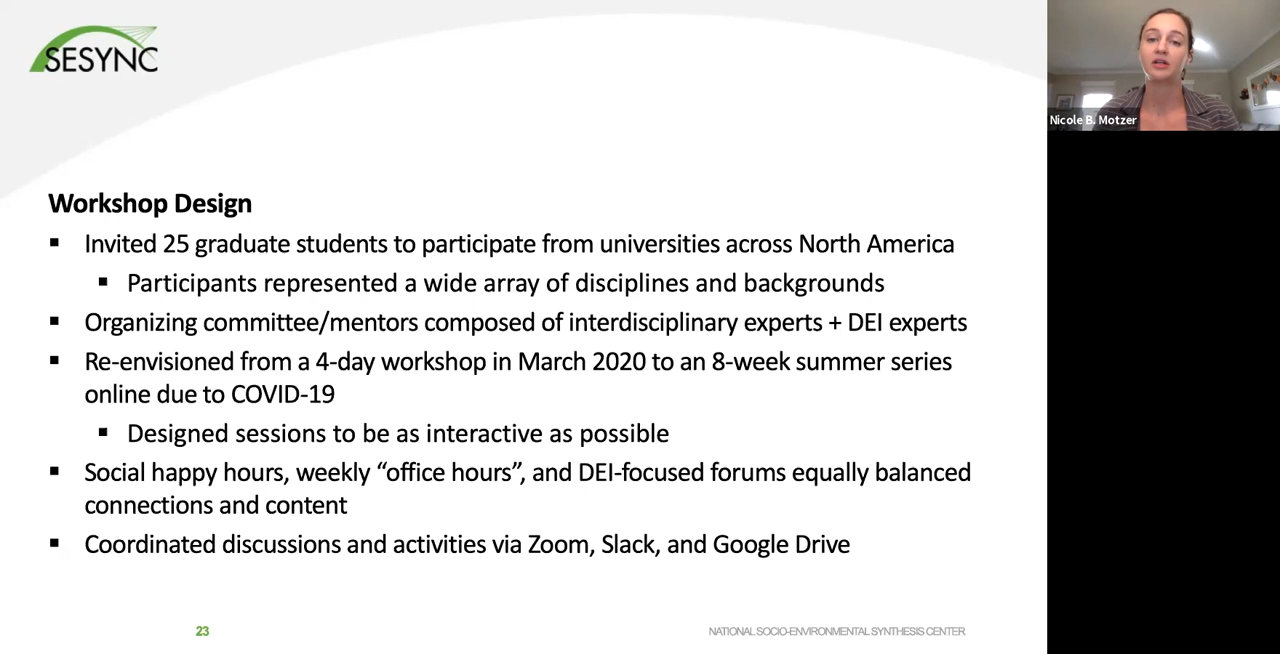 SESYNC
Nicole B. Motzer
Workshop Design
▪ Invited 25 graduate students to participate from universities across North America
▪ Participants represented a wide array of disciplines and backgrounds
▪ Organizing committee/mentors composed of interdisciplinary experts + DEI experts
▪ Re-envisioned from a 4-day workshop in March 2020 to an 8-week summer series
online due to COVID-19
▪ Designed sessions to be as interactive as possible
▪ Social happy hours, weekly “office hours”, and DEI-focused forums equally balanced
connections and content
▪ Coordinated discussions and activities via Zoom, Slack, and Google Drive
23
NATIONAL SOCIO-ENVIRONMENTAL SYNTHESIS CENTER